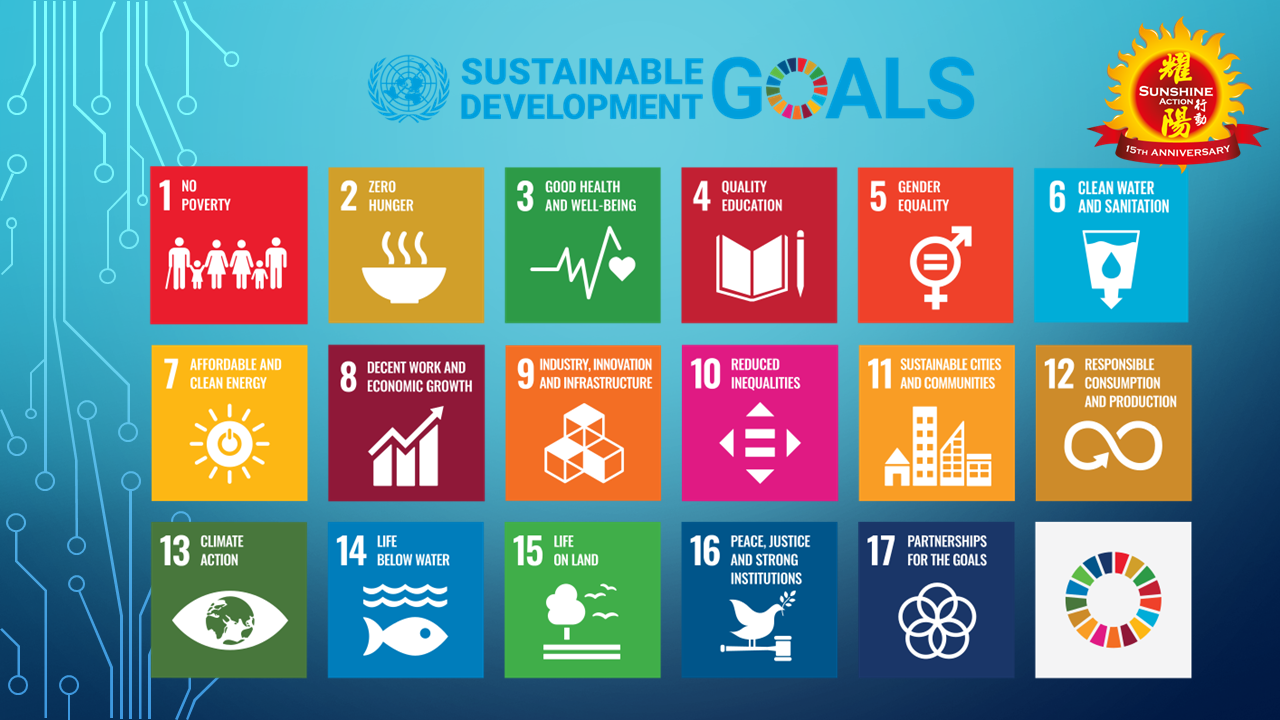 SUSTAINABLE
DEVELOPMENT
GOALS
耀
SUNSHINE
ACTION
行動
陽
15TH ANNIVERSARY
1 NO
POVERTY
2 ZERO
HUNGER
3 GOOD HEALTH
AND WELL-BEING
4 QUALITY
EDUCATION
5 GENDER
EQUALITY
6 CLEAN WATER
AND SANITATION
7 AFFORDABLE AND
CLEAN ENERGY
8 DECENT WORK AND
ECONOMIC GROWTH
9 INDUSTRY, INNOVATION
AND INFRASTRUCTURE
10 REDUCED
INEQUALITIES
11 SUSTAINABLE CITIES
AND COMMUNITIES
12 RESPONSIBLE
CONSUMPTION
AND PRODUCTION
13 CLIMATE
ACTION
14 LIFE
BELOW WATER
15 LIFE
ON LAND
16 PEACE, JUSTICE
AND STRONG
INSTITUTIONS
17 PARTNERSHIPS
FOR THE GOALS